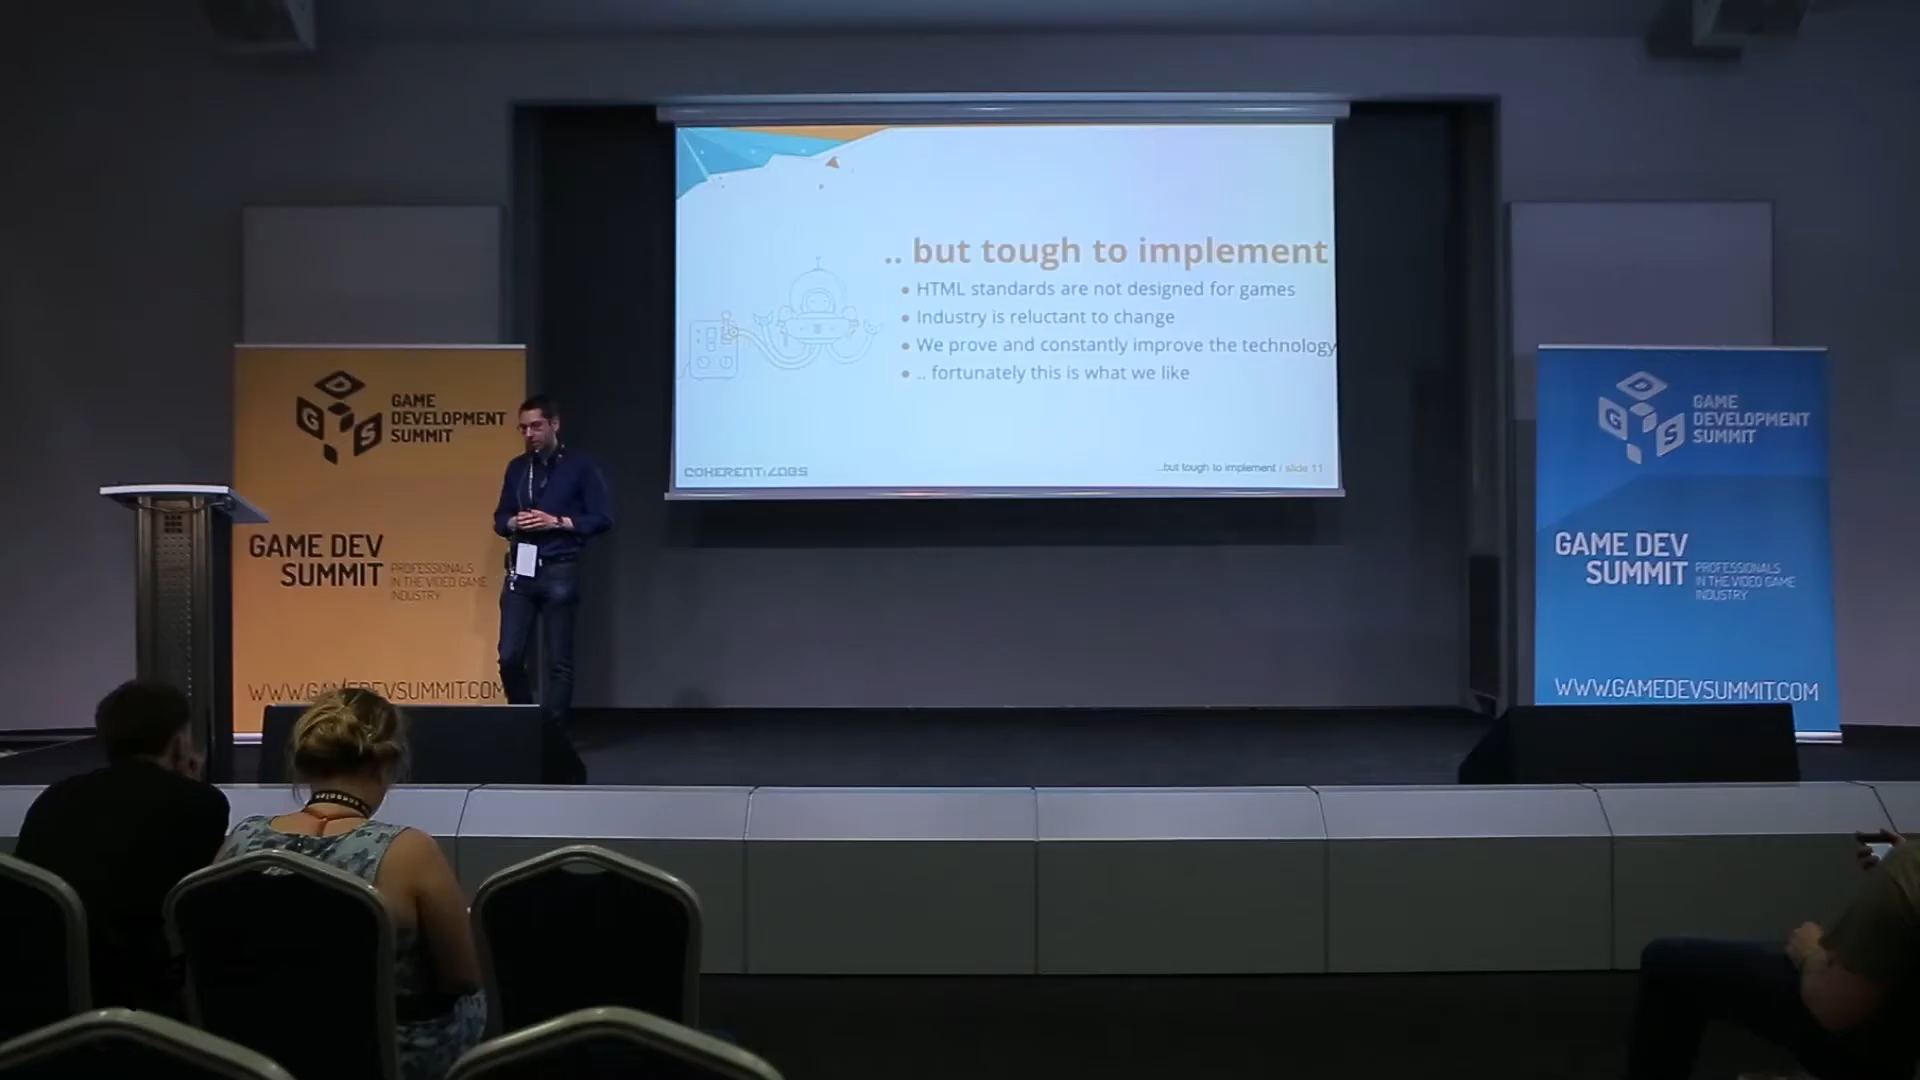 .. but tough to implement
• HTML standards are not designed for games
• Industry is reluctant to change
• We prove and constantly improve the technology
• .. fortunately this is what we like
COHERENT LABS
..but tough to implement / slide 11
D
G S
GAME
DEVELOPMENT
SUMMIT
GAME DEV
SUMMIT
PROFESSIONALS
IN THE VIDEO GAME
INDUSTRY
WWW.GAMEDEVSUMMIT.COM
D
G S
GAME
DEVELOPMENT
SUMMIT
GAME DEV
SUMMIT
PROFESSIONALS
IN THE VIDEO GAME
INDUSTRY
WWW.GAMEDEVSUMMIT.COM